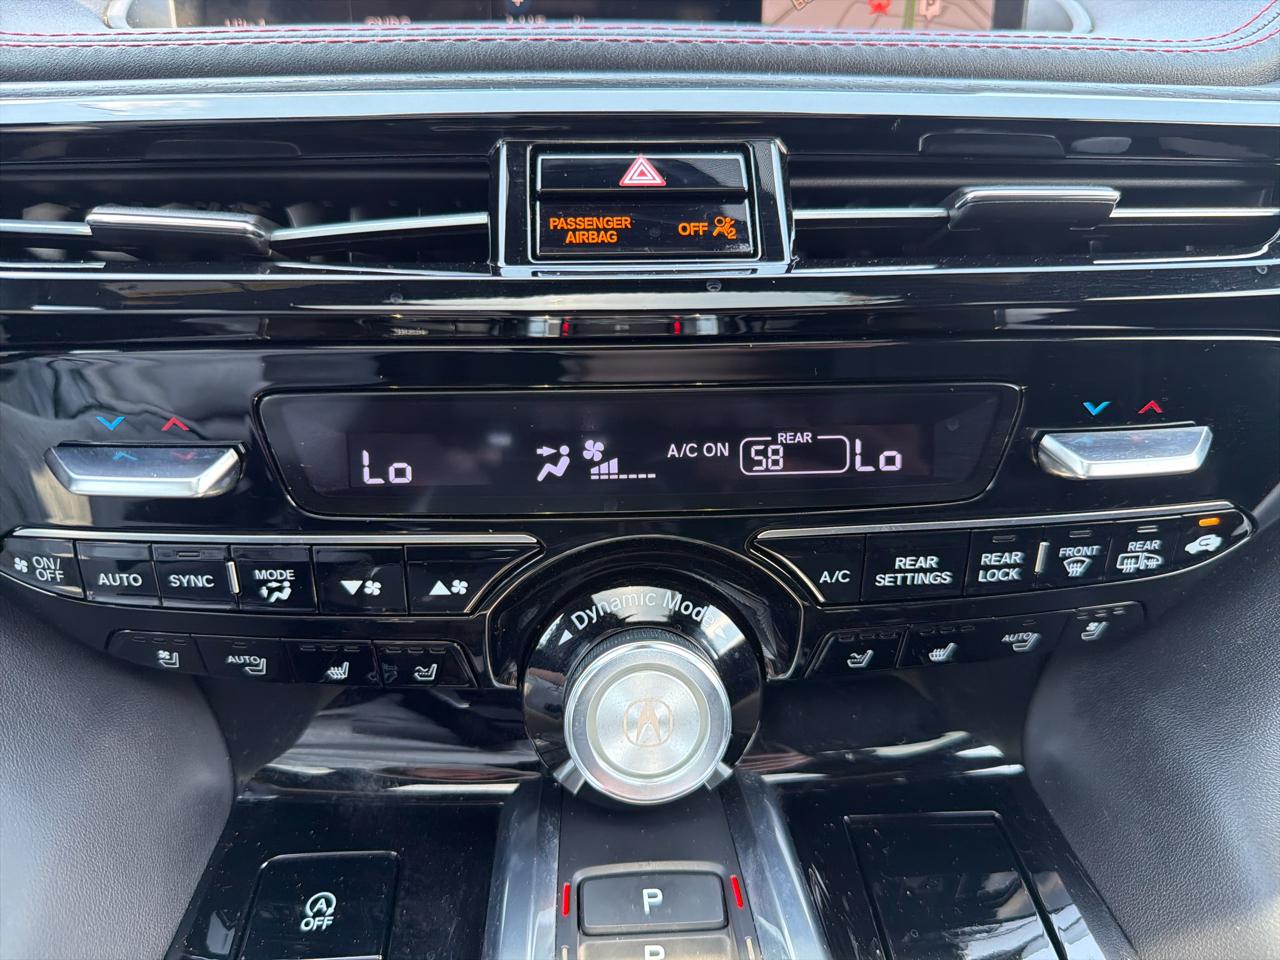 PASSENGER
AIRBAG
OFF
2
Lo
A/C ON
REAR
58
Lo
ON/
OFF
AUTO
SYNC
MODE
A/C
REAR
SETTINGS
REAR
LOCK
FRONT
REAR
AUTO
AUTO
Dynamic Mode
A
OFF
P
P